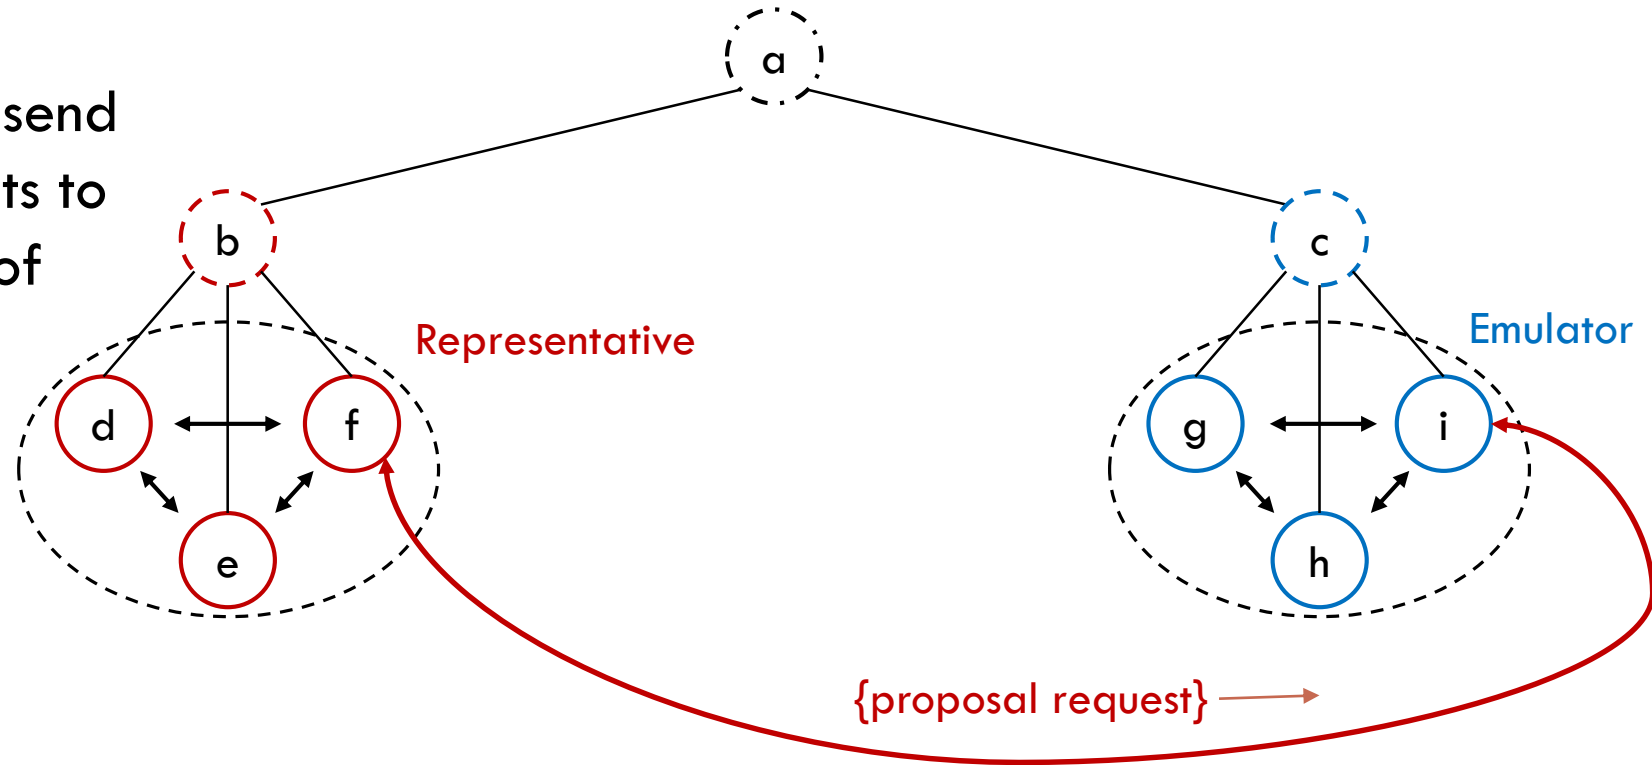 a
send
ts to
of
b
c
Representative
Emulator
d
f
e
g
i
h
{proposal request}